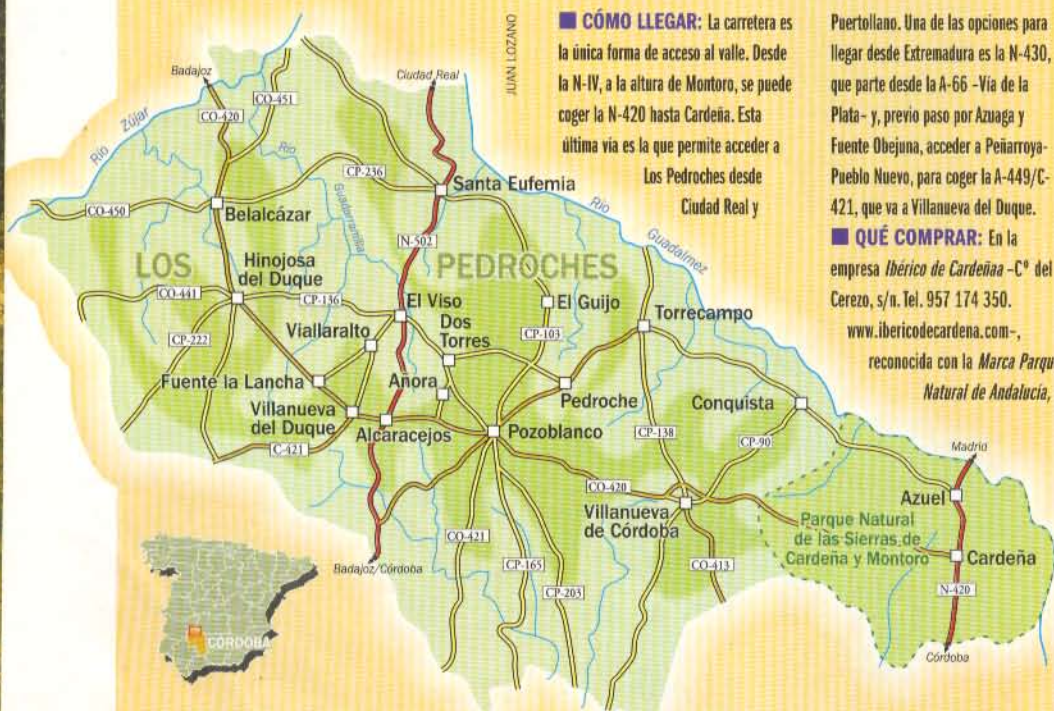 JUAN LOZANO
■ CÓMO LLEGAR: La carretera es
la única forma de acceso al valle. Desde
la N-IV, a la altura de Montoro, se puede
coger la N-420 hasta Cardeña. Esta
última vía es la que permite acceder a
Los Pedroches desde
Ciudad Real y
Puertollano. Una de las opciones para
llegar desde Extremadura es la N-430,
que parte desde la A-66 –Vía de la
Plata– y, previo paso por Azuaga y
Fuente Obejuna, acceder a Peñarroya-
Pueblo Nuevo, para coger la A-449/C-
421, que va a Villanueva del Duque.
■ QUÉ COMPRAR: En la
empresa Ibérico de Cardeñaa –Cº del
Cerezo, s/n. Tel. 957 174 350.
www.ibericodecardena.com–,
reconocida con la Marca Parqu
Natural de Andalucía,
Badajoz
CO-451
CO-420
Ciudad Real
Río Zújar
Río
Guadarramilla
CP-236
CO-450
Belalcázar
Santa Eufemia
N-502
Río
Guadalmez
LOS
PEDROCHES
Hinojosa
del Duque
CO-441
CP-136
El Viso
El Guijo
CP-222
Viallaralto
Dos
Torres
CP-103
Torrecampo
Fuente la Lancha
Añora
Pedroche
Villanueva
del Duque
Alcaracejos
Pozoblanco
CP-138
Conquista
CP-90
C-421
Madrid
CO-420
Azuel
Villanueva
de Córdoba
Parque Natural
de las Sierras de
Cardeña y Montoro
Cardeña
CO-421
CP-165
CP-203
CO-413
N-420
Badajoz/Córdoba
Córdoba
CÓRDOBA